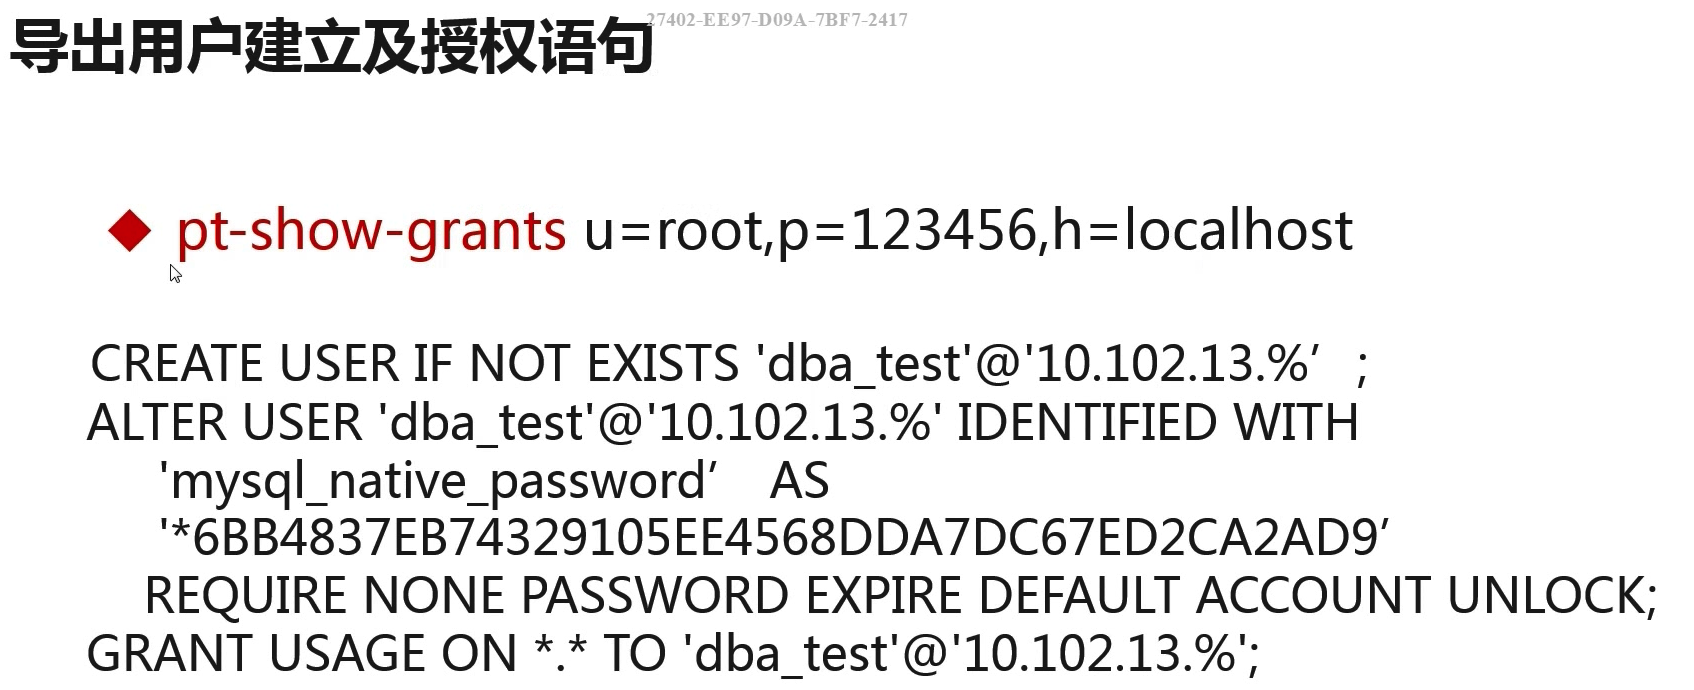 导出用户建立及授权语句
27402-EE97-D09A-7BF7-2417
pt-show-grants u=root,p=123456,h=localhost
CREATE USER IF NOT EXISTS 'dba_test'@'10.102.13.%’ ;
ALTER USER 'dba_test'@'10.102.13.%' IDENTIFIED WITH
'mysql_native_password’ AS
'*6BB4837EB74329105EE4568DDA7DC67ED2CA2AD9’
REQUIRE NONE PASSWORD EXPIRE DEFAULT ACCOUNT UNLOCK;
GRANT USAGE ON *.* TO 'dba_test'@'10.102.13.%';